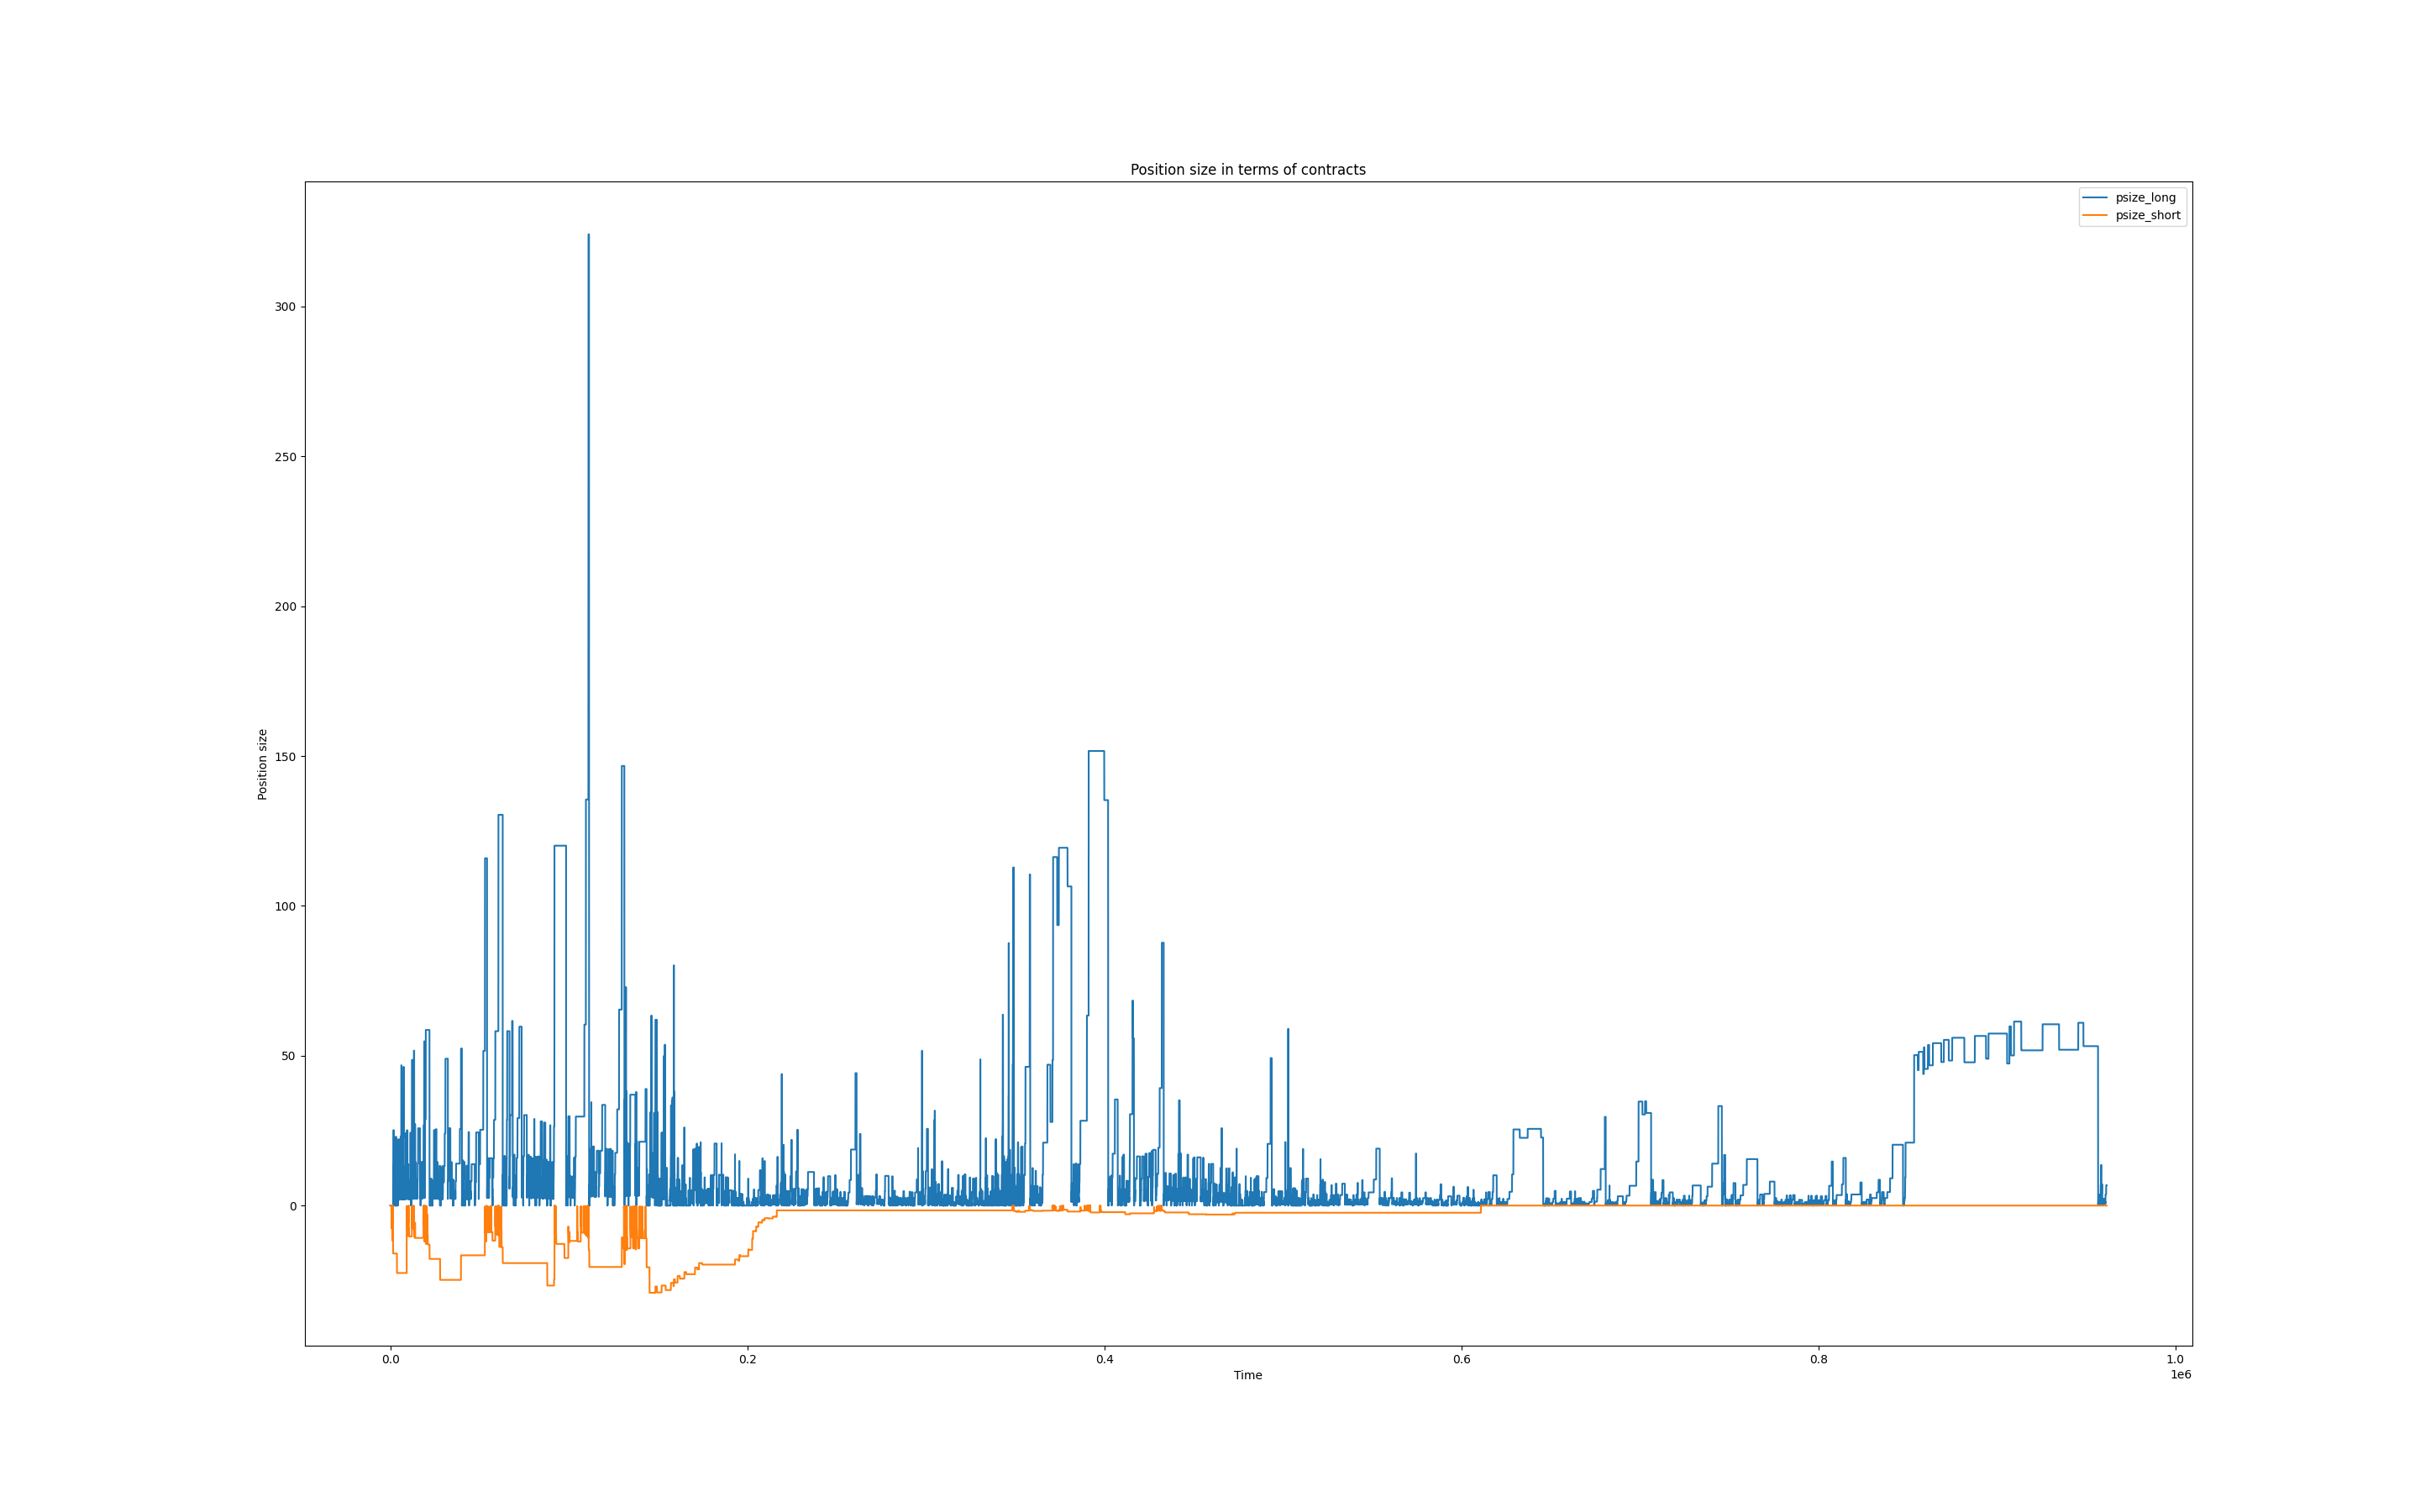 Position size in terms of contracts
psize_long
psize_short
300
250
200
150
100
50
0
Position size
0.0 0.2 0.4 0.6 0.8 1.0
Time
1e6